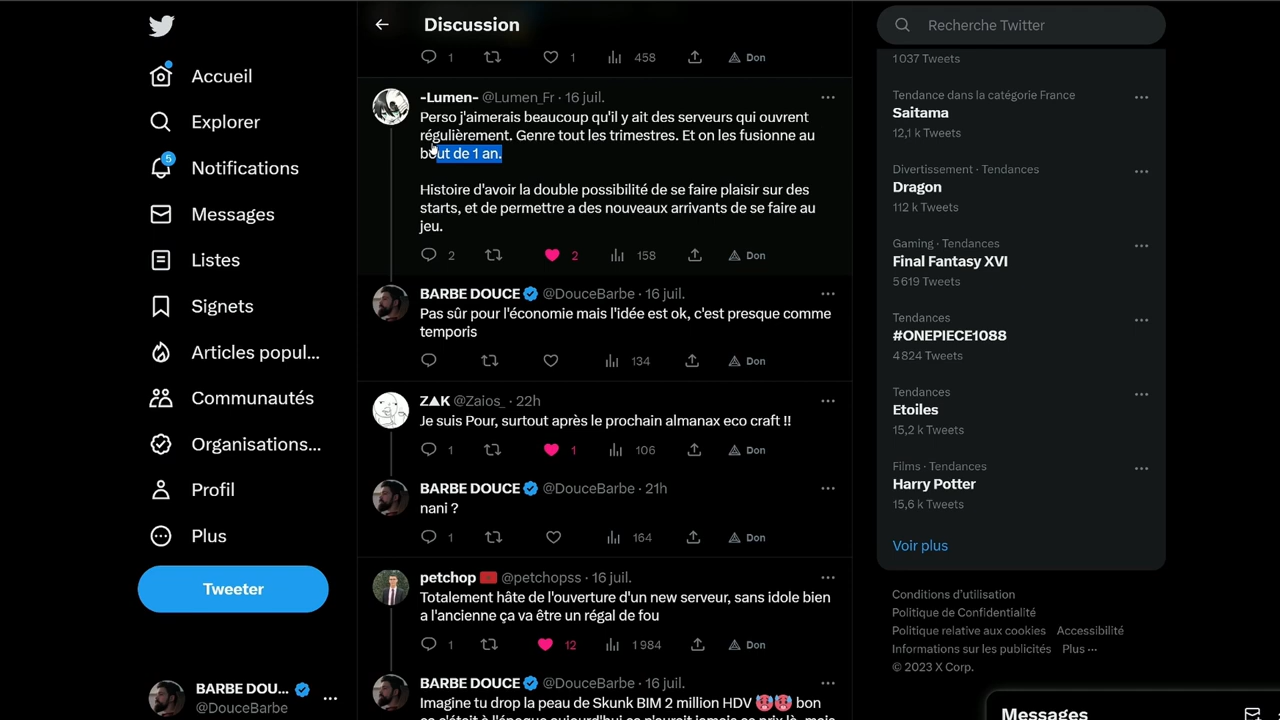 Accueil
Explorer
5
Notifications
Messages
Listes
Signets
Articles popul...
Communautés
Organisations...
Profil
Plus
Tweeter
BARBE DOU...
@DouceBarbe
Discussion
1 1 458 Don
-Lumen- @Lumen_Fr · 16 juil.
Perso j'aimerais beaucoup qu'il y ait des serveurs qui ouvrent
régulièrement. Genre tout les trimestres. Et on les fusionne au
bout de 1 an.
Histoire d'avoir la double possibilité de se faire plaisir sur des
starts, et de permettre a des nouveaux arrivants de se faire au
jeu.
2 2 158 Don
BARBE DOUCE @DouceBarbe · 16 juil.
Pas sûr pour l'économie mais l'idée est ok, c'est presque comme
temporis
134 Don
Z▲K @Zaios_ · 22h
Je suis Pour, surtout après le prochain almanax eco craft !!
1 1 106 Don
BARBE DOUCE @DouceBarbe · 21h
nani ?
1 164 Don
petchop @petchopss · 16 juil.
Totalement hâte de l'ouverture d'un new serveur, sans idole bien
a l'ancienne ça va être un régal de fou
1 12 1 984 Don
BARBE DOUCE @DouceBarbe · 16 juil.
Imagine tu drop la peau de Skunk BIM 2 million HDV 🥵🥵 bon
Recherche Twitter
1 037 Tweets
Tendance dans la catégorie France
Saitama
12,1 k Tweets
Divertissement · Tendances
Dragon
112 k Tweets
Gaming · Tendances
Final Fantasy XVI
5 619 Tweets
Tendances
#ONEPIECE1088
4 824 Tweets
Tendances
Etoiles
15,2 k Tweets
Films · Tendances
Harry Potter
15,6 k Tweets
Voir plus
Conditions d'utilisation
Politique de Confidentialité
Politique relative aux cookies Accessibilité
Informations sur les publicités Plus ···
© 2023 X Corp.
Messages